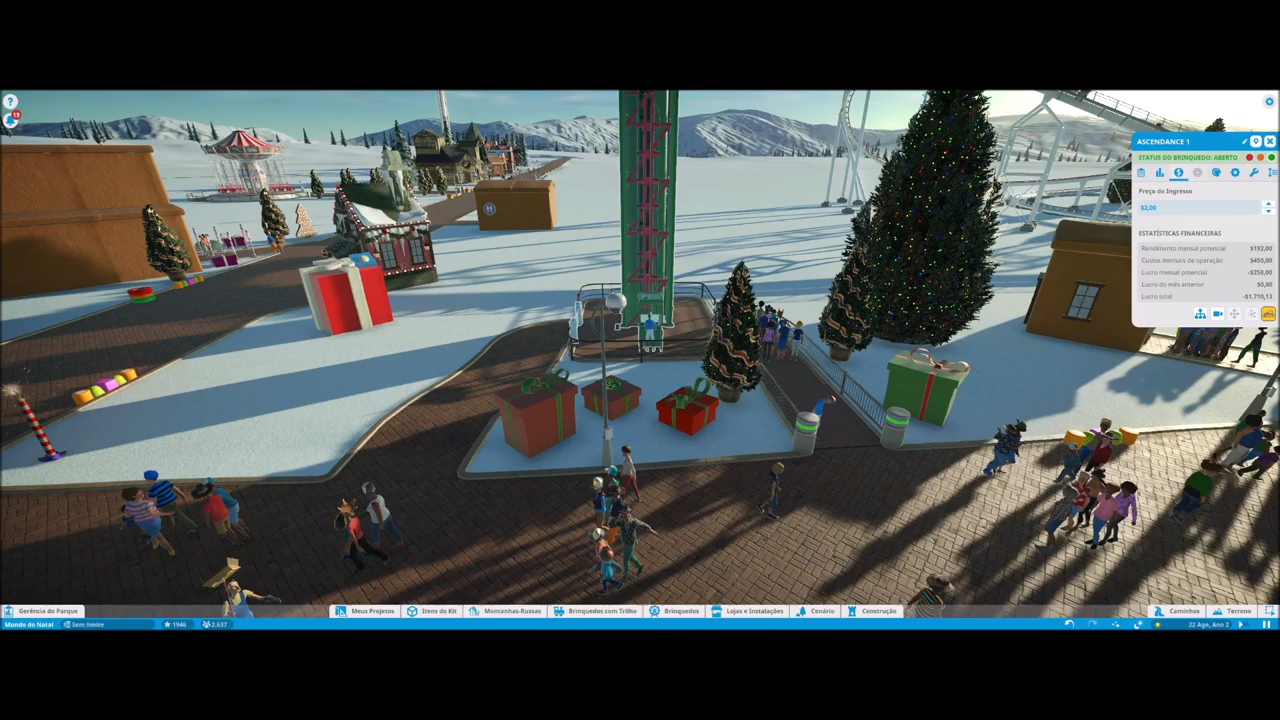 ?
13
ASCENDANCE 1
STATUS DO BRINQUEDO: ABERTO
Preço do Ingresso
$2,00
ESTATÍSTICAS FINANCEIRAS
Rendimento mensal potencial $192,00
Custos mensais de operação $450,00
Lucro mensal potencial -$258,00
Lucro do mês anterior $0,00
Lucro total -$1.710,13
Gerência do Parque
Meus Projetos
Itens do Kit
Montanhas-Russas
Brinquedos com Trilho
Brinquedos
Lojas e Instalações
Cenário
Construção
Caminhos
Terreno
Mundo do Natal
Sem limite
1946
2.637
22 Ago, Ano 2